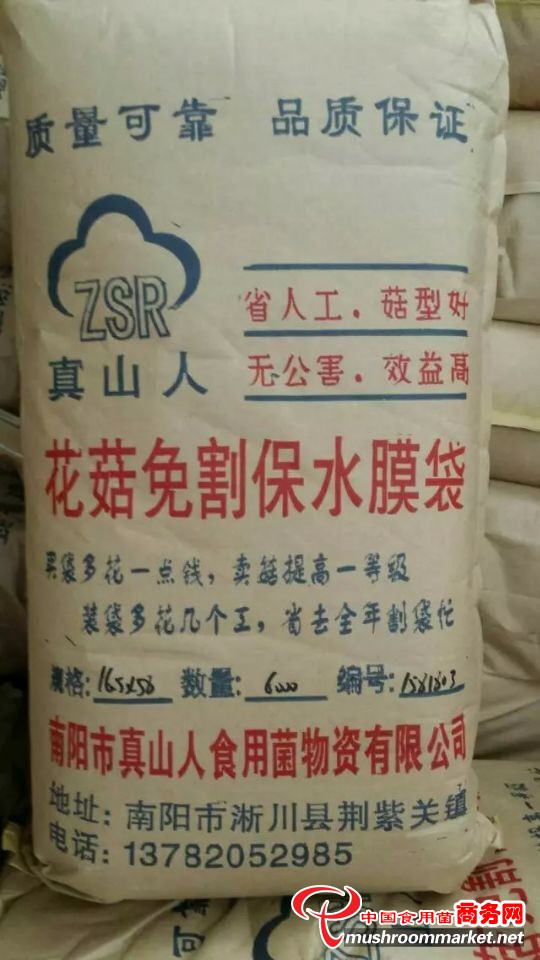 质量可靠 品质保证
ZSR
真山人
省人工.菇型好
无公害.效益高
花菇免割保水膜袋
买袋多花一点钱,卖菇提高一等级
装袋多花几个工,省去全年割袋忙
规格:165x58 数量:6000 编号:1581803
南阳市真山人食用菌物资有限公司
地址:南阳市淅川县荆紫关镇
电话:13782052985
可靠
中国食用菌商务网
mushroommarket.net